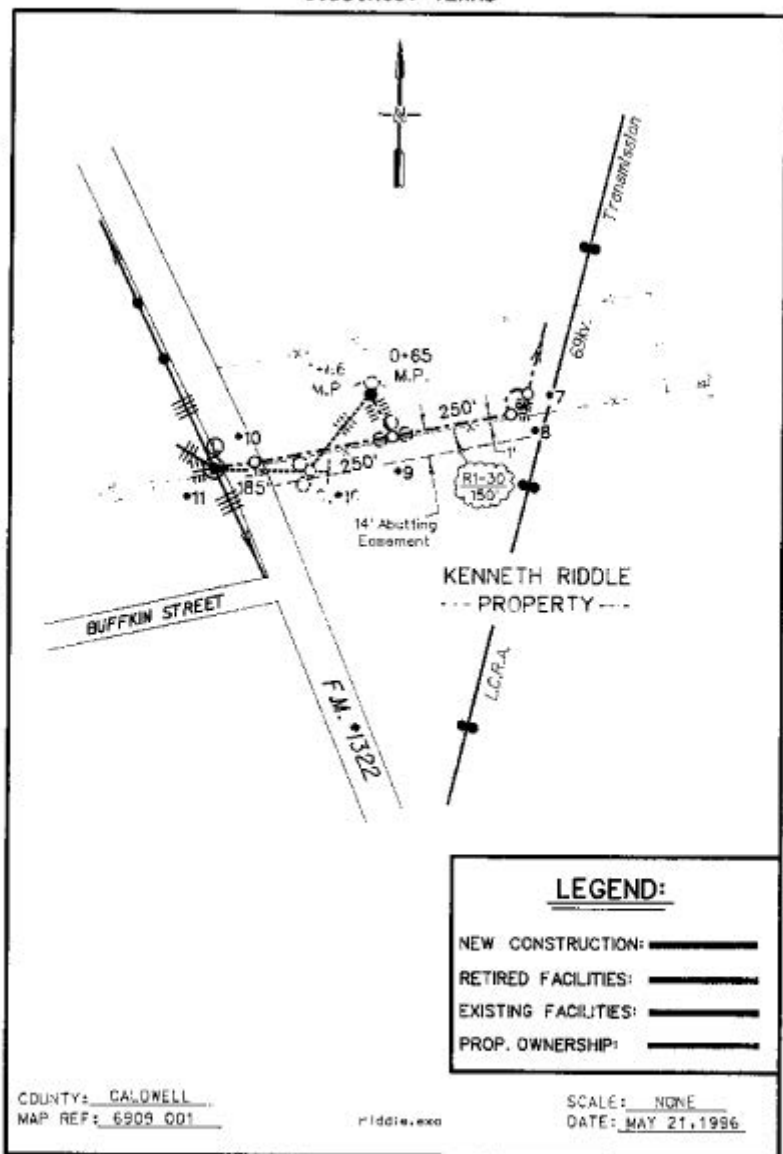 TEXAS
N
Transmission
69kv.
0+65
M.P.
M.P
250'
7
8
10
250'
1'
9
R1-30
150'
185'
11
14' Abutting
Easement
KENNETH RIDDLE
--- PROPERTY ---
BUFFKIN STREET
L.C.R.A.
F.M. #1322
LEGEND:
NEW CONSTRUCTION:
RETIRED FACILITIES:
EXISTING FACILITIES:
PROP. OWNERSHIP:
COUNTY: CALDWELL
MAP REF: 6909 001
riddle.exo
SCALE: NONE
DATE: MAY 21,1996